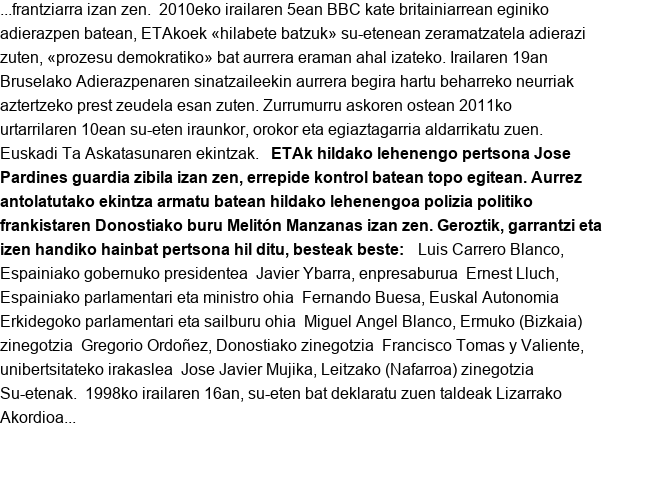 ...frantziarra izan zen.  2010eko irailaren 5ean BBC kate britainiarrean eginiko
adierazpen batean, ETAkoek «hilabete batzuk» su-etenean zeramatzatela adierazi
zuten, «prozesu demokratiko» bat aurrera eraman ahal izateko. Irailaren 19an
Bruselako Adierazpenaren sinatzaileekin aurrera begira hartu beharreko neurriak
aztertzeko prest zeudela esan zuten. Zurrumurru askoren ostean 2011ko
urtarrilaren 10ean su-eten iraunkor, orokor eta egiaztagarria aldarrikatu zuen.
Euskadi Ta Askatasunaren ekintzak.   ETAk hildako lehenengo pertsona Jose
Pardines guardia zibila izan zen, errepide kontrol batean topo egitean. Aurrez
antolatutako ekintza armatu batean hildako lehenengoa polizia politiko
frankistaren Donostiako buru Melitón Manzanas izan zen. Geroztik, garrantzi eta
izen handiko hainbat pertsona hil ditu, besteak beste:   Luis Carrero Blanco,
Espainiako gobernuko presidentea  Javier Ybarra, enpresaburua  Ernest Lluch,
Espainiako parlamentari eta ministro ohia  Fernando Buesa, Euskal Autonomia
Erkidegoko parlamentari eta sailburu ohia  Miguel Angel Blanco, Ermuko (Bizkaia)
zinegotzia  Gregorio Ordoñez, Donostiako zinegotzia  Francisco Tomas y Valiente,
unibertsitateko irakaslea  Jose Javier Mujika, Leitzako (Nafarroa) zinegotzia
Su-etenak.  1998ko irailaren 16an, su-eten bat deklaratu zuen taldeak Lizarrako
Akordioa...